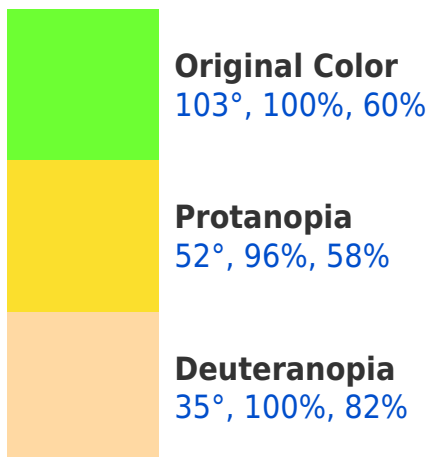 Original Color
103°, 100%, 60%
Protanopia
52°, 96%, 58%
Deuteranopia
35°, 100%, 82%